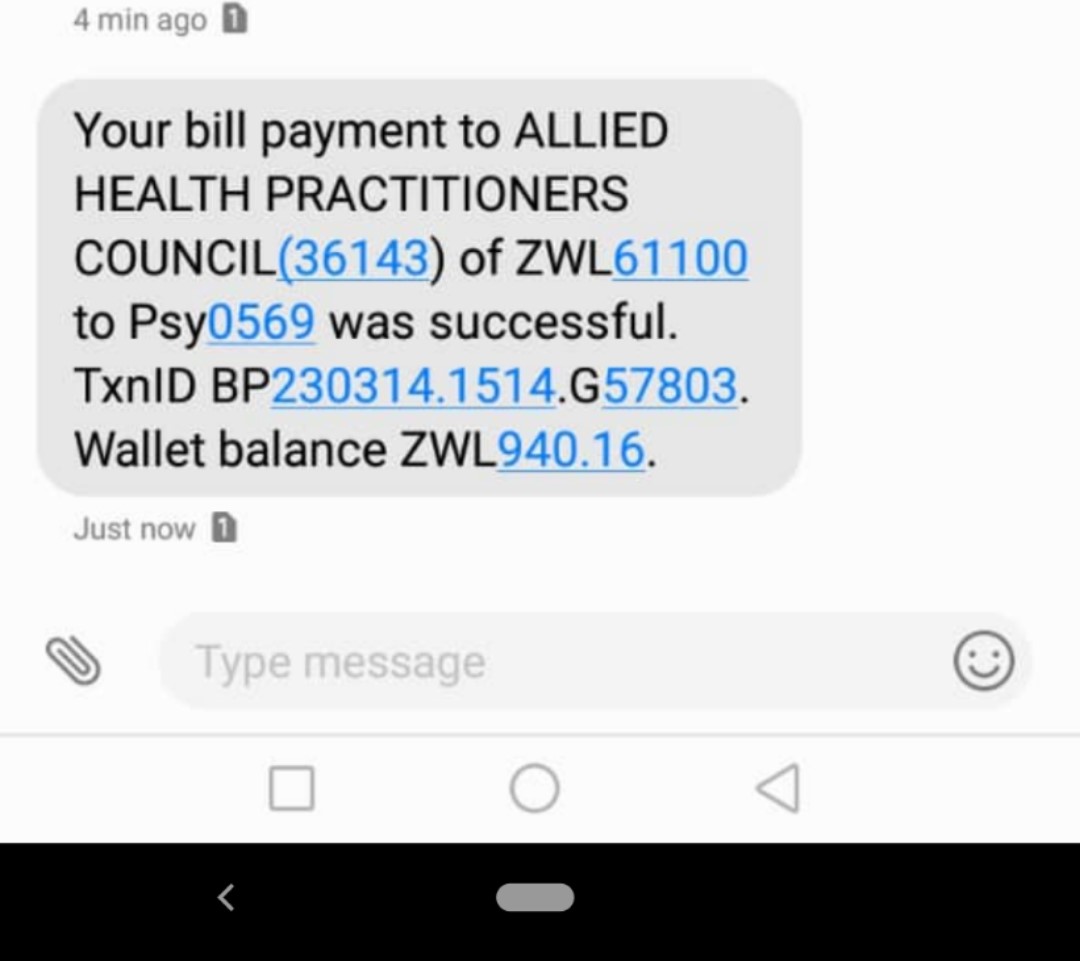 4 min ago 1
Your bill payment to ALLIED
HEALTH PRACTITIONERS
COUNCIL(36143) of ZWL61100
to Psy0569 was successful.
TxnID BP230314.1514.G57803.
Wallet balance ZWL940.16.
Just now 1
Type message